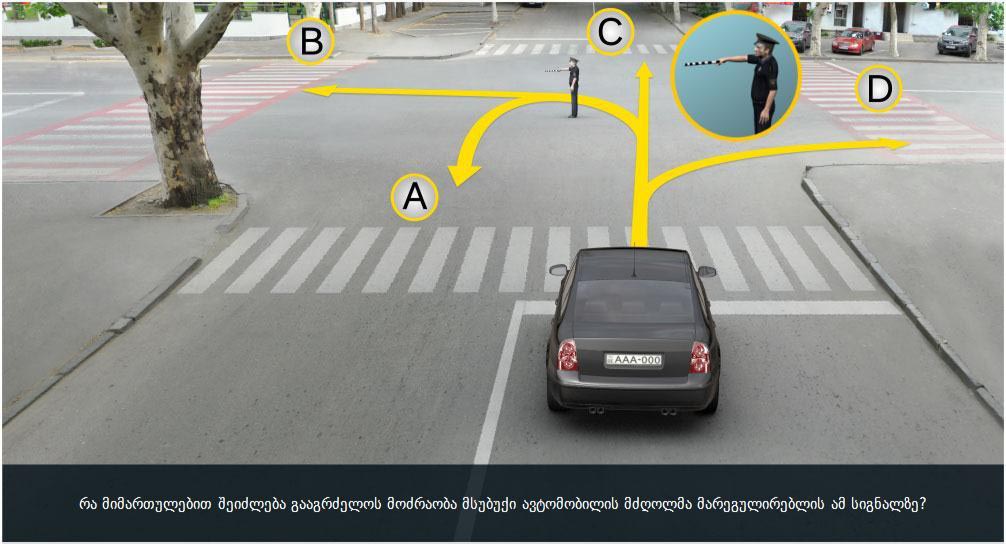 B
C
D
A
AAA-000
რა მიმართულებით შეიძლება გააგრძელოს მოძრაობა მსუბუქი ავტომობილის მძღოლმა მარეგულირებლის ამ სიგნალზე?